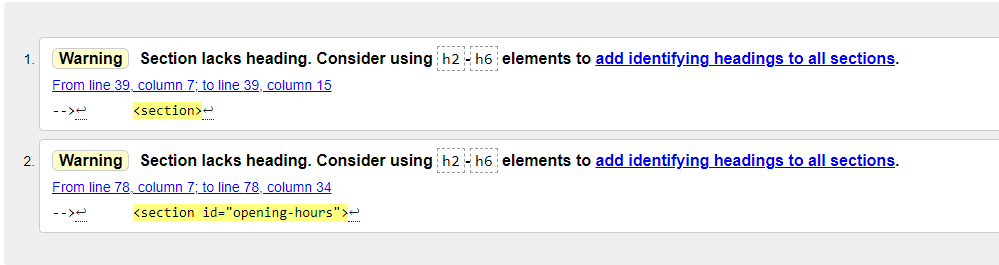 1. Warning Section lacks heading. Consider using h2-h6 elements to add identifying headings to all sections.
From line 39, column 7; to line 39, column 15
-->↩ <section>↩
2. Warning Section lacks heading. Consider using h2-h6 elements to add identifying headings to all sections.
From line 78, column 7; to line 78, column 34
-->↩ <section id="opening-hours">↩